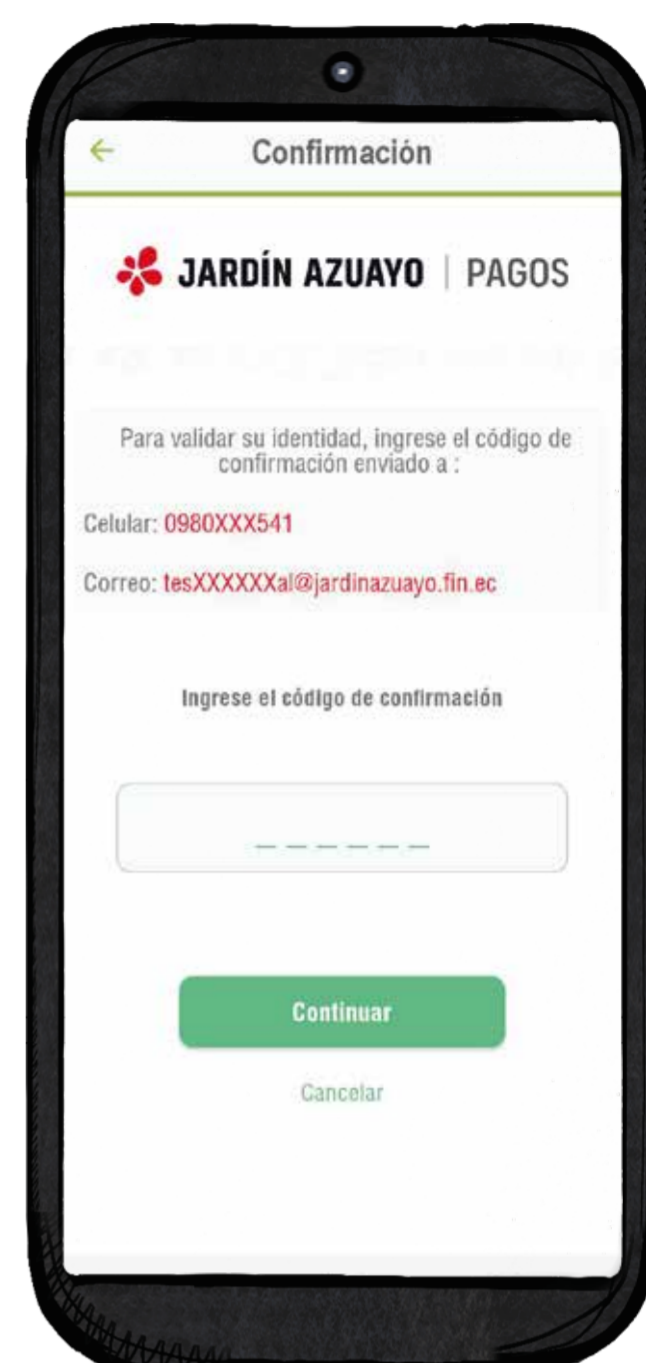 Confirmación
JARDÍN AZUAYO | PAGOS
Para validar su identidad, ingrese el código de
confirmación enviado a :
Celular: 0980XXX541
Correo: tesXXXXXXal@jardinazuayo.fin.ec
Ingrese el código de confirmación
_ _ _ _ _ _
Continuar
Cancelar